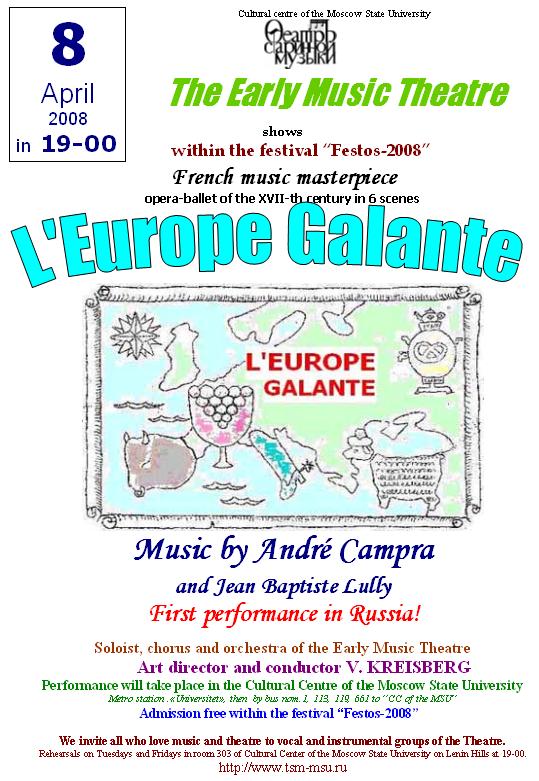 Cultural centre of the Moscow State University
8
April
2008
in 19-00
Театръ
старинной
музыки
The Early Music Theatre
shows
within the festival “Festos-2008”
French music masterpiece
opera-ballet of the XVII-th century in 6 scenes
L'Europe Galante
L'EUROPE
GALANTE
Music by André Campra
and Jean Baptiste Lully
First performance in Russia!
Soloist, chorus and orchestra of the Early Music Theatre
Art director and conductor V. KREISBERG
Performance will take place in the Cultural Centre of the Moscow State University
Metro station :«Universitet», then by bus nom. 1, 113, 119, 661 to “CC of the MSU”
Admission free within the festival “Festos-2008”
We invite all who love music and theatre to vocal and instrumental groups of the Theatre.
Rehearsals on Tuesdays and Fridays in room 303 of Cultural Center of the Moscow State University on Lenin Hills at 19-00.
http://www.tsm-msu.ru